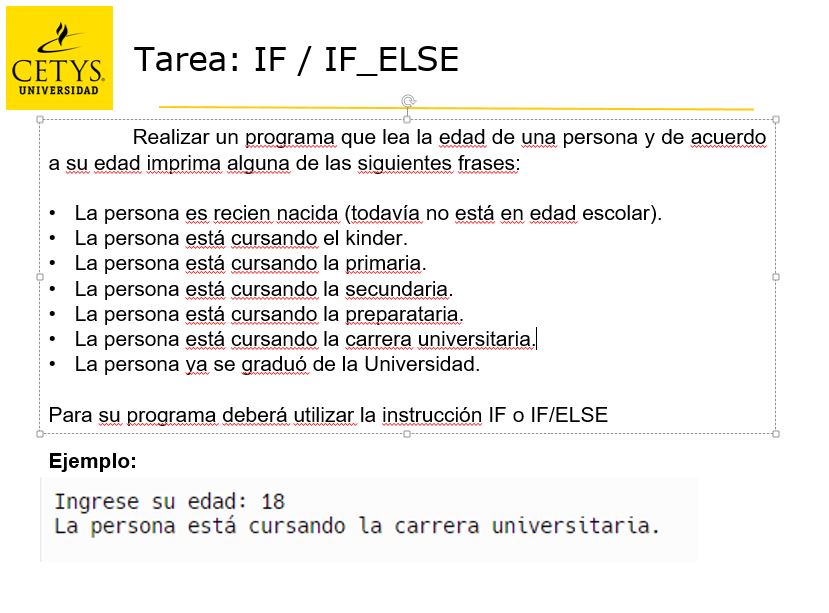 CETYS
UNIVERSIDAD
Tarea: IF / IF_ELSE
Realizar un programa que lea la edad de una persona y de acuerdo
a su edad imprima alguna de las siguientes frases:
• La persona es recien nacida (todavía no está en edad escolar).
• La persona está cursando el kinder.
• La persona está cursando la primaria.
• La persona está cursando la secundaria.
• La persona está cursando la preparataria.
• La persona está cursando la carrera universitaria.
• La persona ya se graduó de la Universidad.
Para su programa deberá utilizar la instrucción IF o IF/ELSE
Ejemplo:
Ingrese su edad: 18
La persona está cursando la carrera universitaria.